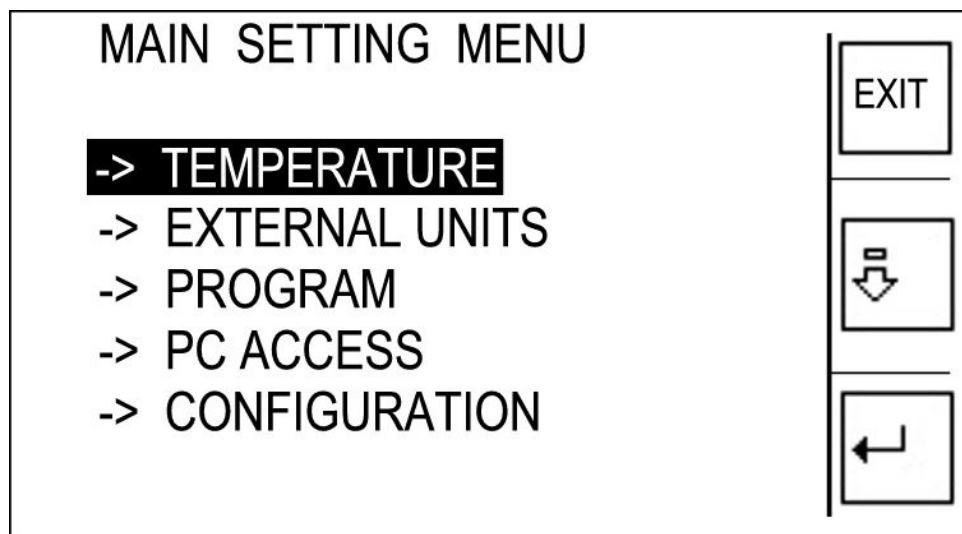 MAIN SETTING MENU
EXIT
-> TEMPERATURE
-> EXTERNAL UNITS
-> PROGRAM
-> PC ACCESS
-> CONFIGURATION